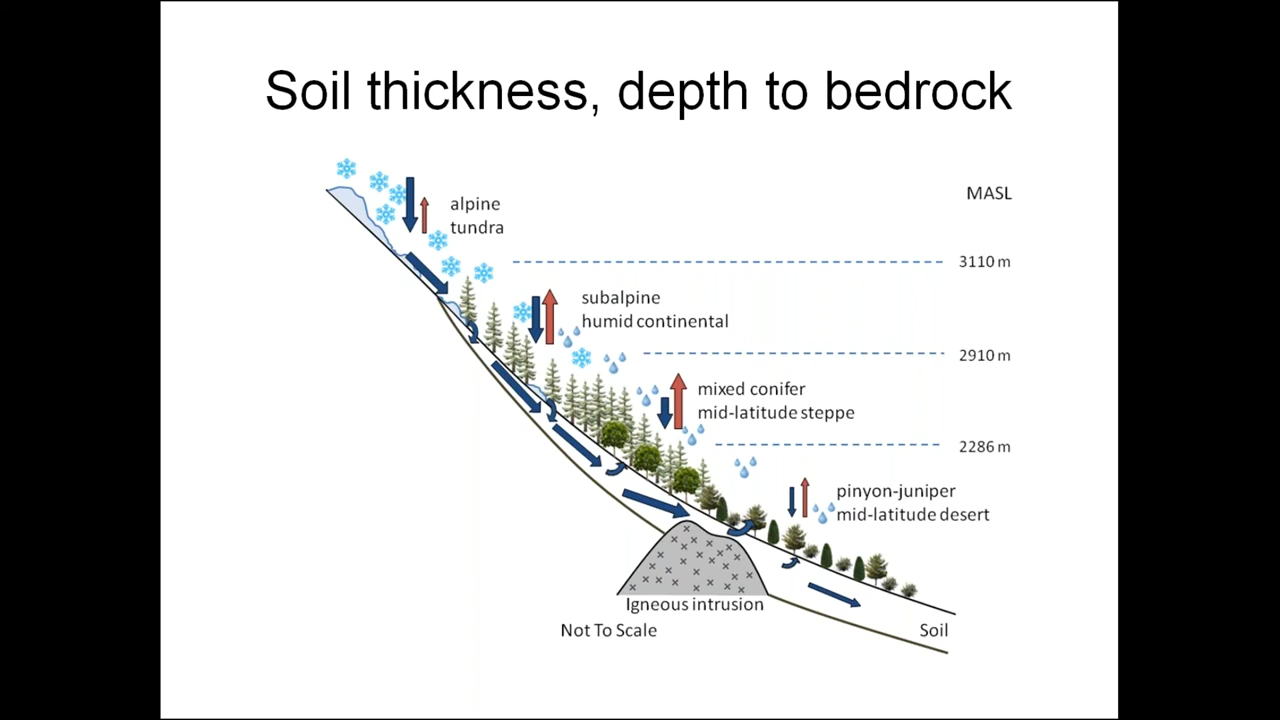 Soil thickness, depth to bedrock
MASL
alpine
tundra
3110 m
subalpine
humid continental
2910 m
mixed conifer
mid-latitude steppe
2286 m
pinyon-juniper
mid-latitude desert
Igneous intrusion
Not To Scale
Soil